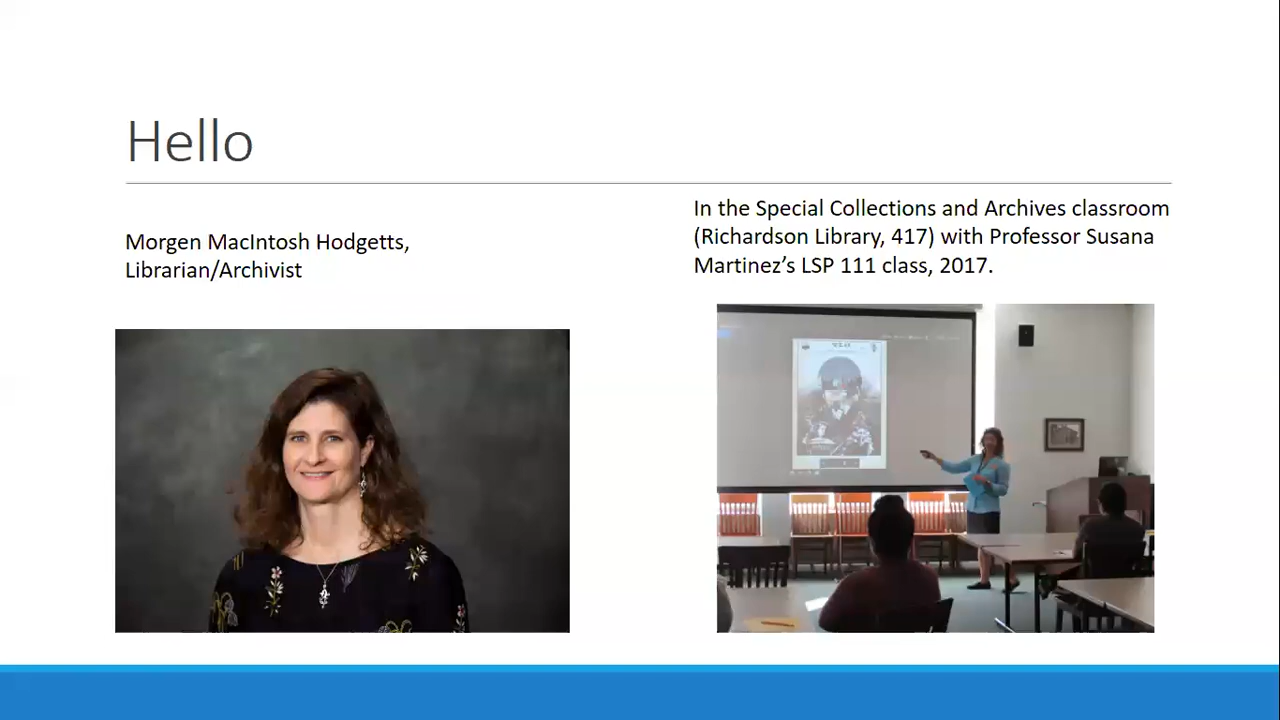 Hello
Morgen MacIntosh Hodgetts,
Librarian/Archivist
In the Special Collections and Archives classroom
(Richardson Library, 417) with Professor Susana
Martinez’s LSP 111 class, 2017.